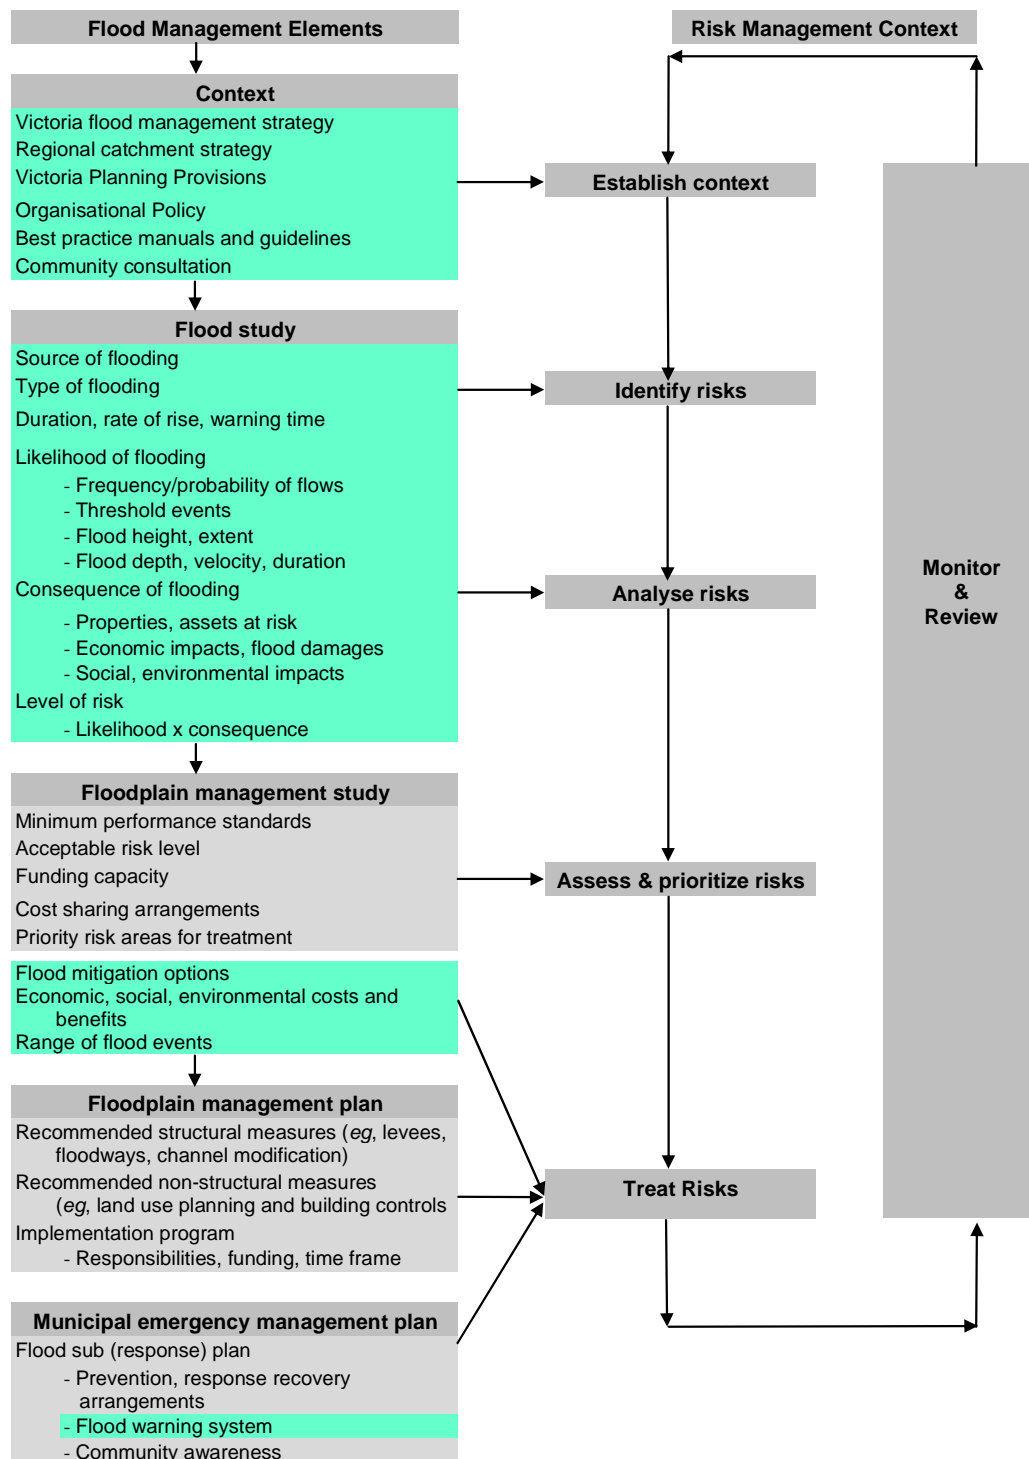 Flood Management Elements
Risk Management Context
Context
Victoria flood management strategy
Regional catchment strategy
Victoria Planning Provisions
Organisational Policy
Best practice manuals and guidelines
Community consultation
Establish context
Flood study
Source of flooding
Type of flooding
Duration, rate of rise, warning time
Likelihood of flooding
- Frequency/probability of flows
- Threshold events
- Flood height, extent
- Flood depth, velocity, duration
Consequence of flooding
- Properties, assets at risk
- Economic impacts, flood damages
- Social, environmental impacts
Level of risk
- Likelihood x consequence
Identify risks
Analyse risks
Monitor
&
Review
Floodplain management study
Minimum performance standards
Acceptable risk level
Funding capacity
Cost sharing arrangements
Priority risk areas for treatment
Assess & prioritize risks
Flood mitigation options
Economic, social, environmental costs and
benefits
Range of flood events
Floodplain management plan
Recommended structural measures (eg, levees,
floodways, channel modification)
Recommended non-structural measures
(eg, land use planning and building controls
Implementation program
- Responsibilities, funding, time frame
Treat Risks
Municipal emergency management plan
Flood sub (response) plan
- Prevention, response recovery
arrangements
- Flood warning system
- Community awareness